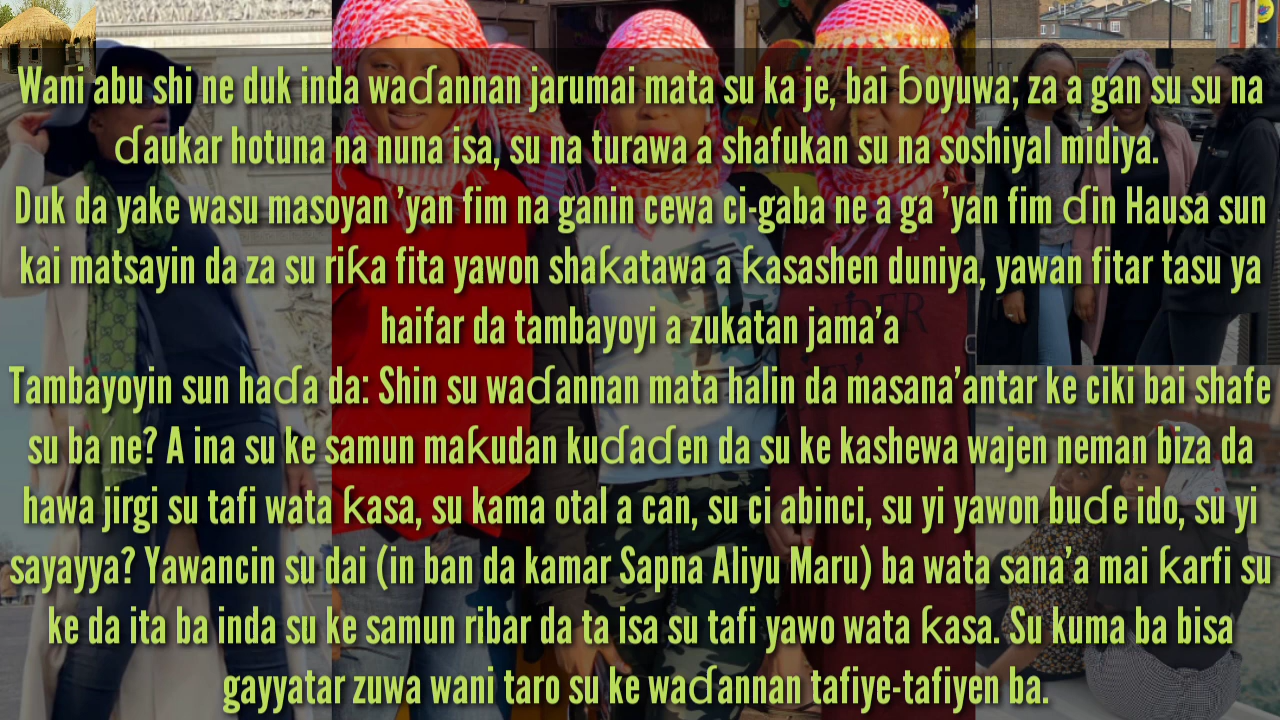 Wani abu shi ne duk inda waɗannan jarumai mata su ka je, bai ɓoyuwa; za a gan su su na
ɗaukar hotuna na nuna isa, su na turawa a shafukan su na soshiyal midiya.
Duk da yake wasu masoyan ’yan fim na ganin cewa ci-gaba ne a ga ’yan fim ɗin Hausa sun
kai matsayin da za su riƙa fita yawon shaƙatawa a ƙasashen duniya, yawan fitar tasu ya
haifar da tambayoyi a zukatan jama’a
Tambayoyin sun haɗa da: Shin su waɗannan mata halin da masana’antar ke ciki bai shafe
su ba ne? A ina su ke samun maƙudan kuɗaɗen da su ke kashewa wajen neman biza da
hawa jirgi su tafi wata ƙasa, su kama otal a can, su ci abinci, su yi yawon buɗe ido, su yi
sayayya? Yawancin su dai (in ban da kamar Sapna Aliyu Maru) ba wata sana’a mai ƙarfi su
ke da ita ba inda su ke samun ribar da ta isa su tafi yawo wata ƙasa. Su kuma ba bisa
gayyatar zuwa wani taro su ke waɗannan tafiye-tafiyen ba.